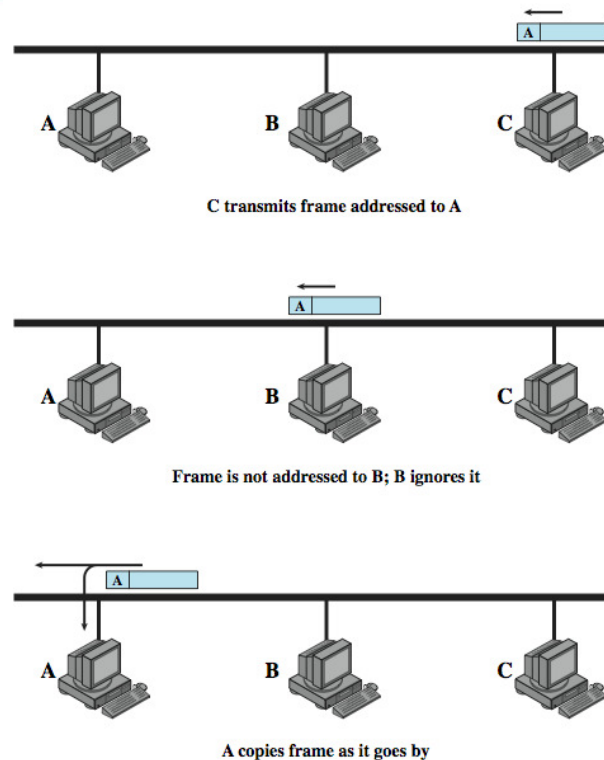 A
A B C
C transmits frame addressed to A
A
A B C
Frame is not addressed to B; B ignores it
A
A B C
A copies frame as it goes by